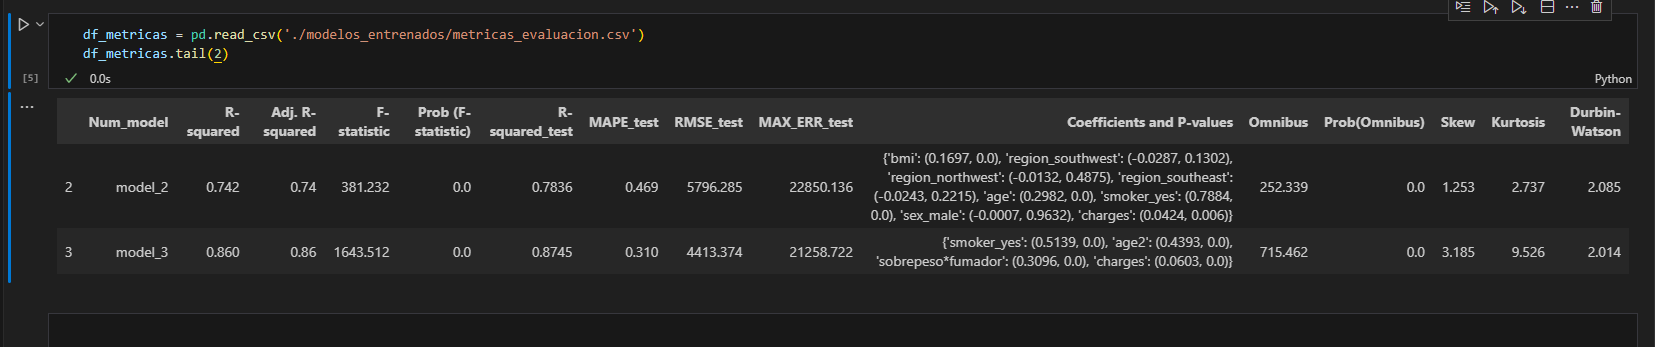 df_metricas = pd.read_csv('./modelos_entrenados/metricas_evaluacion.csv')
df_metricas.tail(2)
[5]
0.0s
Python
...
Num_model R-squared Adj. R-squared F-statistic Prob (F-statistic) R-squared_test MAPE_test RMSE_test MAX_ERR_test Coefficients and P-values Omnibus Prob(Omnibus) Skew Kurtosis Durbin-Watson
2 model_2 0.742 0.74 381.232 0.0 0.7836 0.469 5796.285 22850.136 {'bmi': (0.1697, 0.0), 'region_southwest': (-0.0287, 0.1302), 'region_northwest': (-0.0132, 0.4875), 'region_southeast': (-0.0243, 0.2215), 'age': (0.2982, 0.0), 'smoker_yes': (0.7884, 0.0), 'sex_male': (-0.0007, 0.9632), 'charges': (0.0424, 0.006)} 252.339 0.0 1.253 2.737 2.085
3 model_3 0.860 0.86 1643.512 0.0 0.8745 0.310 4413.374 21258.722 {'smoker_yes': (0.5139, 0.0), 'age2': (0.4393, 0.0), 'sobrepeso*fumador': (0.3096, 0.0), 'charges': (0.0603, 0.0)} 715.462 0.0 3.185 9.526 2.014